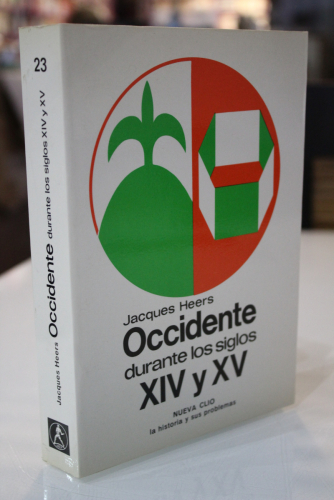 23
Jacques Heers Occidente durante los siglos XIV y XV
Jacques Heers
Occidente
durante los siglos
XIV y XV
NUEVA CLIO
la historia y sus problemas